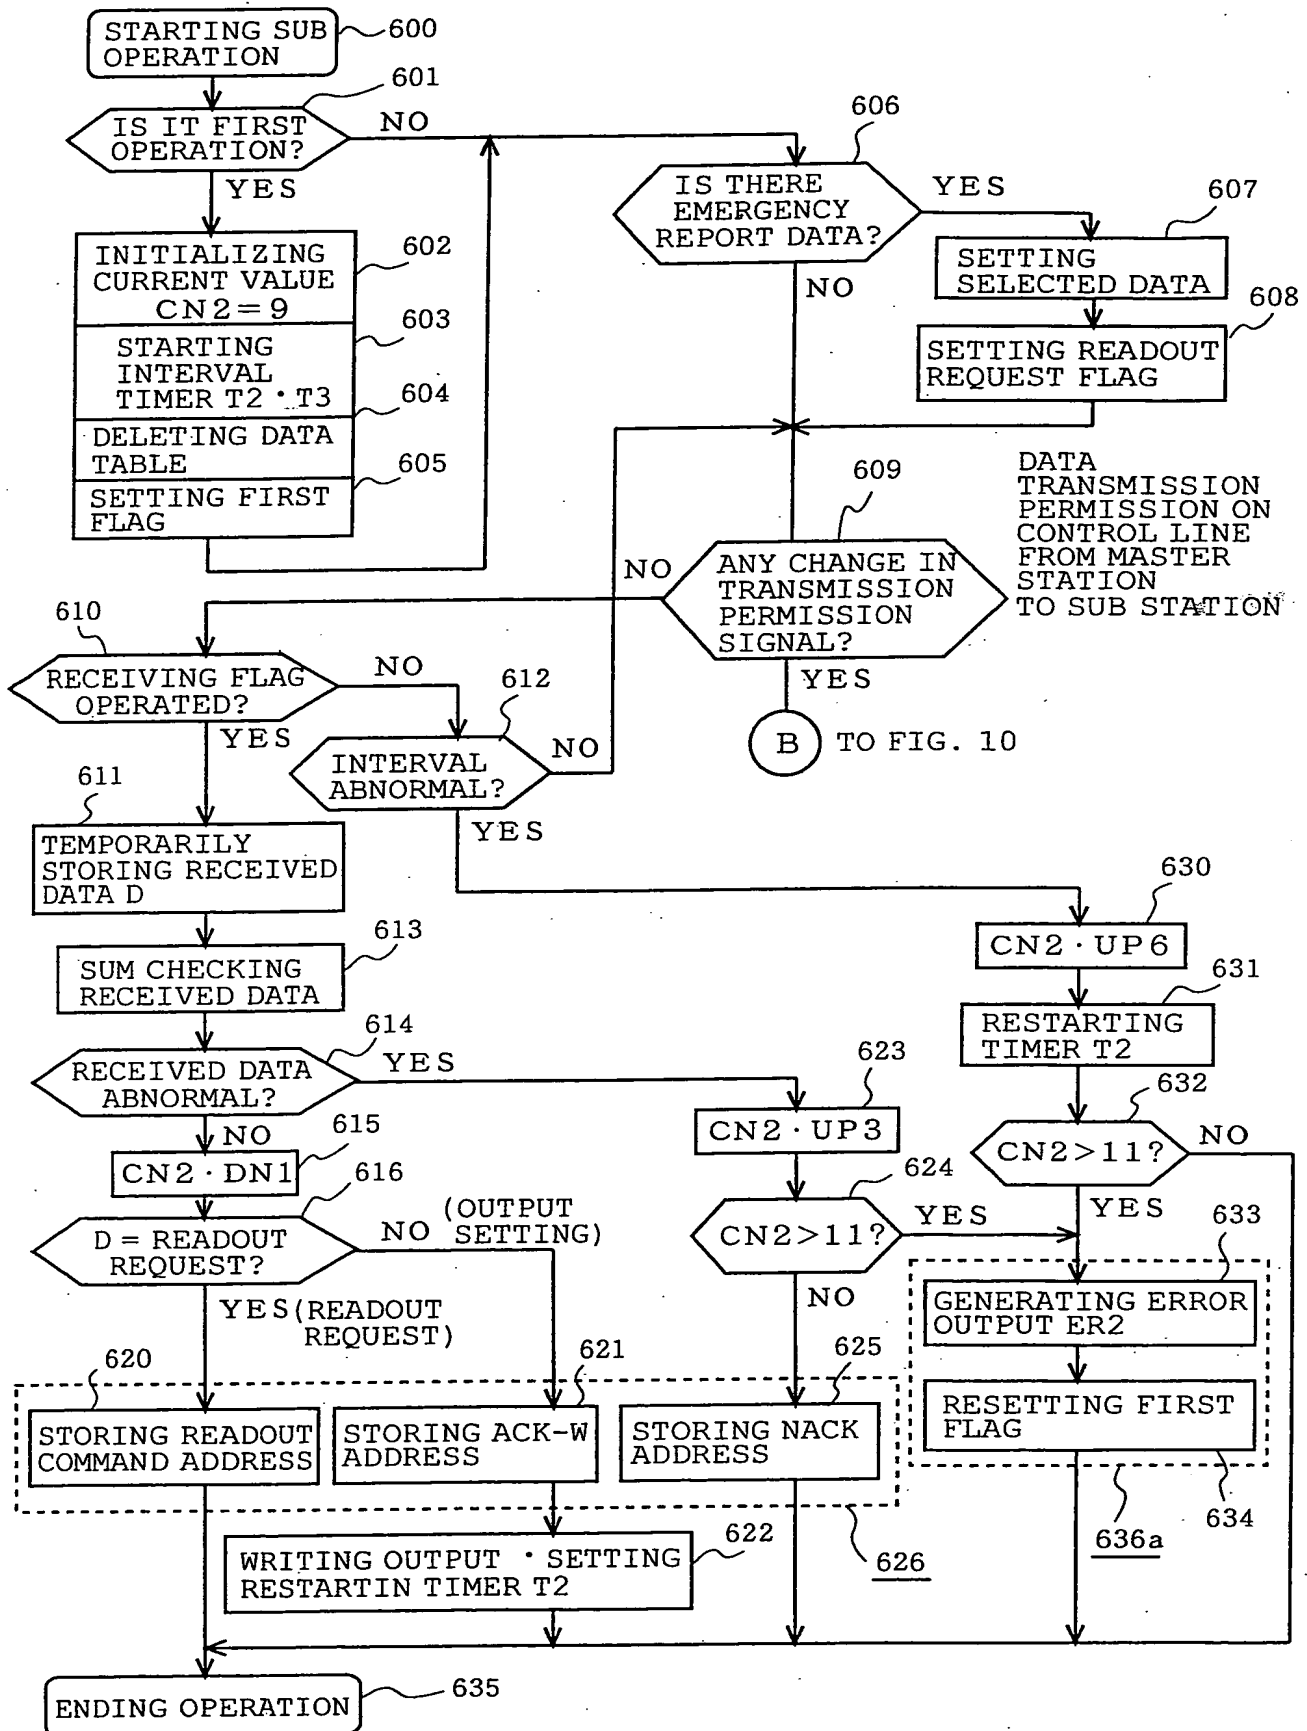 STARTING SUB
OPERATION
600
601
IS IT FIRST
OPERATION?
NO
YES
INITIALIZING
CURRENT VALUE
CN2=9
602
STARTING
INTERVAL
TIMER T2・T3
603
DELETING DATA
TABLE
604
SETTING FIRST
FLAG
605
606
IS THERE
EMERGENCY
REPORT DATA?
YES
NO
607
SETTING
SELECTED DATA
608
SETTING READOUT
REQUEST FLAG
609
ANY CHANGE IN
TRANSMISSION
PERMISSION
SIGNAL?
NO
YES
DATA
TRANSMISSION
PERMISSION ON
CONTROL LINE
FROM MASTER
STATION
TO SUB STATION
B
TO FIG. 10
610
RECEIVING FLAG
OPERATED?
NO
YES
612
INTERVAL
ABNORMAL?
NO
YES
611
TEMPORARILY
STORING RECEIVED
DATA D
613
SUM CHECKING
RECEIVED DATA
614
RECEIVED DATA
ABNORMAL?
YES
NO
615
CN2・DN1
616
D = READOUT
REQUEST?
NO
(OUTPUT
SETTING)
YES(READOUT
REQUEST)
623
CN2・UP3
624
CN2>11?
YES
NO
630
CN2・UP6
631
RESTARTING
TIMER T2
632
CN2>11?
NO
YES
633
GENERATING ERROR
OUTPUT ER2
RESETTING FIRST
FLAG
634
636a
620
STORING READOUT
COMMAND ADDRESS
621
STORING ACK-W
ADDRESS
625
STORING NACK
ADDRESS
626
622
WRITING OUTPUT・SETTING
RESTARTIN TIMER T2
ENDING OPERATION
635